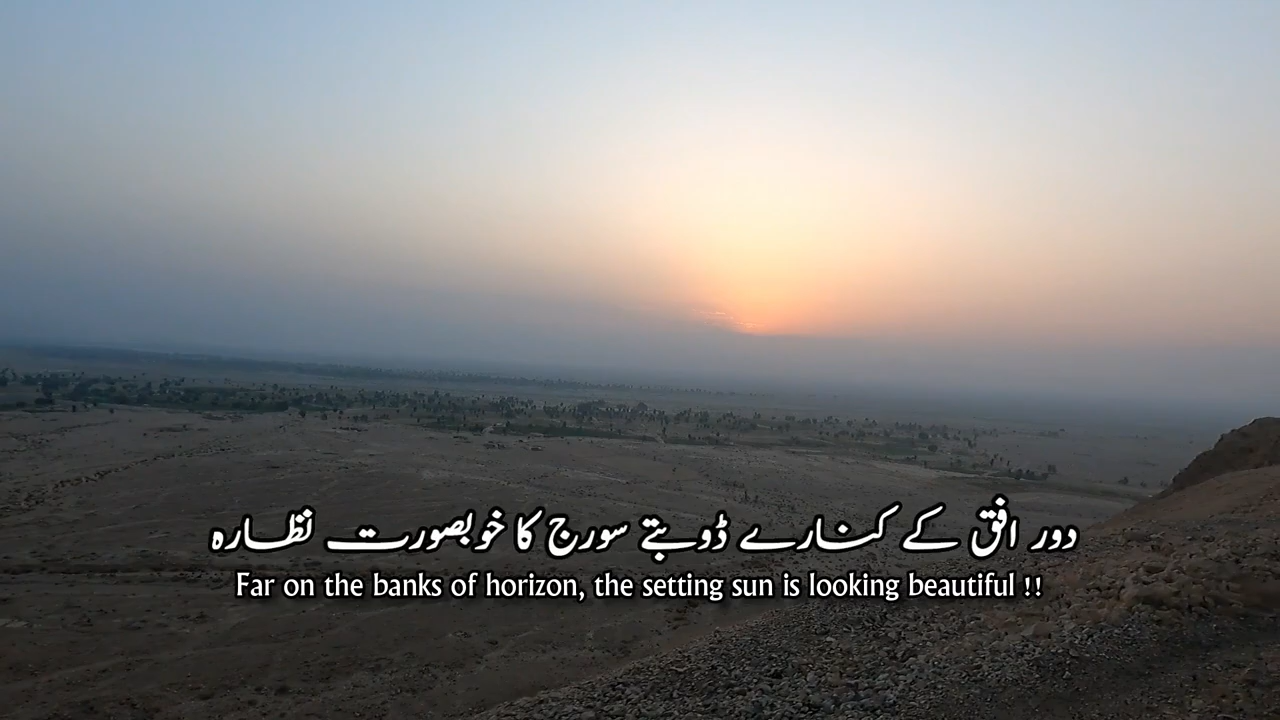 دور افق کے کنارے ڈوبتے سورج کا خوبصورت نظارہ
Far on the banks of horizon, the setting sun is looking beautiful !!